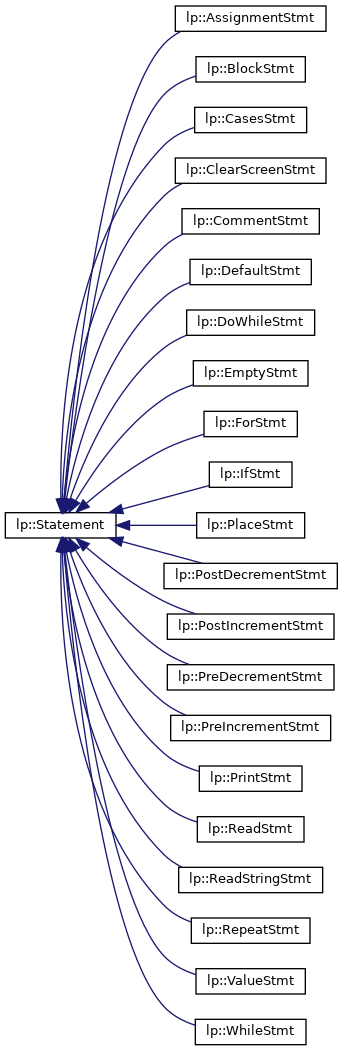 lp::AssignmentStmt
lp::BlockStmt
lp::CasesStmt
lp::ClearScreenStmt
lp::CommentStmt
lp::DefaultStmt
lp::DoWhileStmt
lp::EmptyStmt
lp::ForStmt
lp::IfStmt
lp::Statement
lp::PlaceStmt
lp::PostDecrementStmt
lp::PostIncrementStmt
lp::PreDecrementStmt
lp::PreIncrementStmt
lp::PrintStmt
lp::ReadStmt
lp::ReadStringStmt
lp::RepeatStmt
lp::ValueStmt
lp::WhileStmt